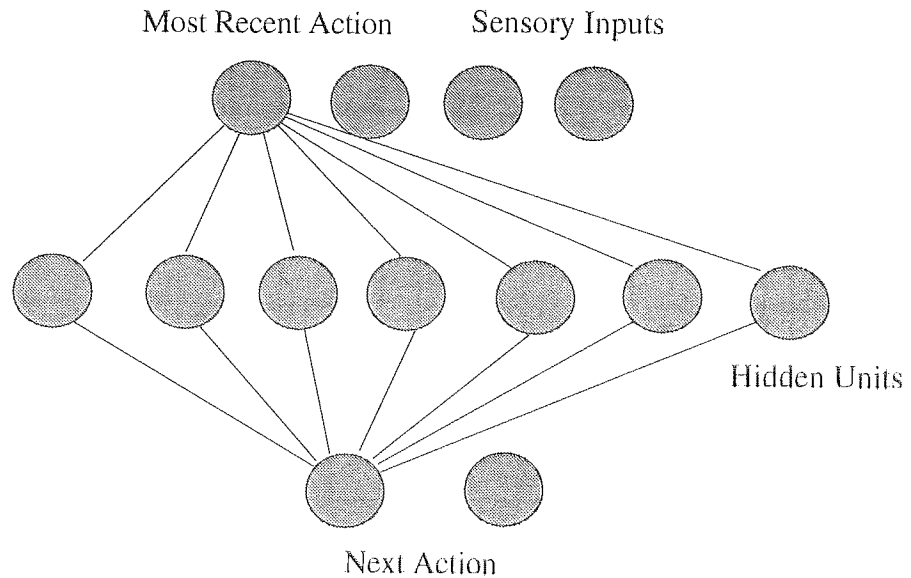 Most Recent Action
Sensory Inputs
Hidden Units
Next Action